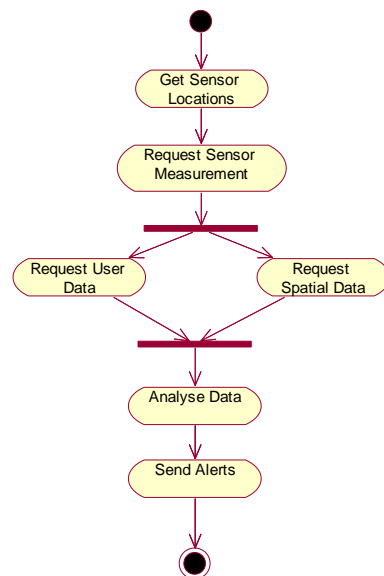 Get Sensor
Locations
Request Sensor
Measurement
Request User
Data
Request
Spatial Data
Analyse Data
Send Alerts